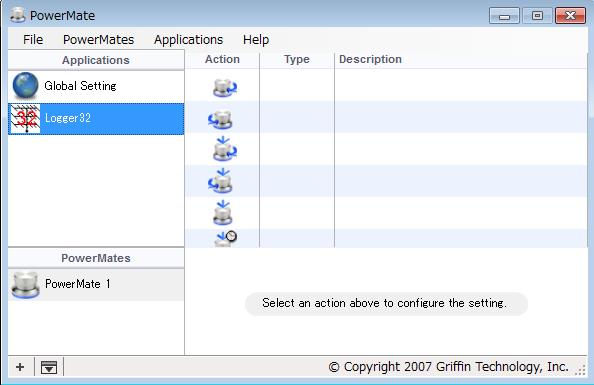 PowerMate
File PowerMates Applications Help
Applications
Action Type Description
Global Setting
32 Logger32
PowerMates
PowerMate 1
Select an action above to configure the setting.
+ © Copyright 2007 Griffin Technology, Inc.